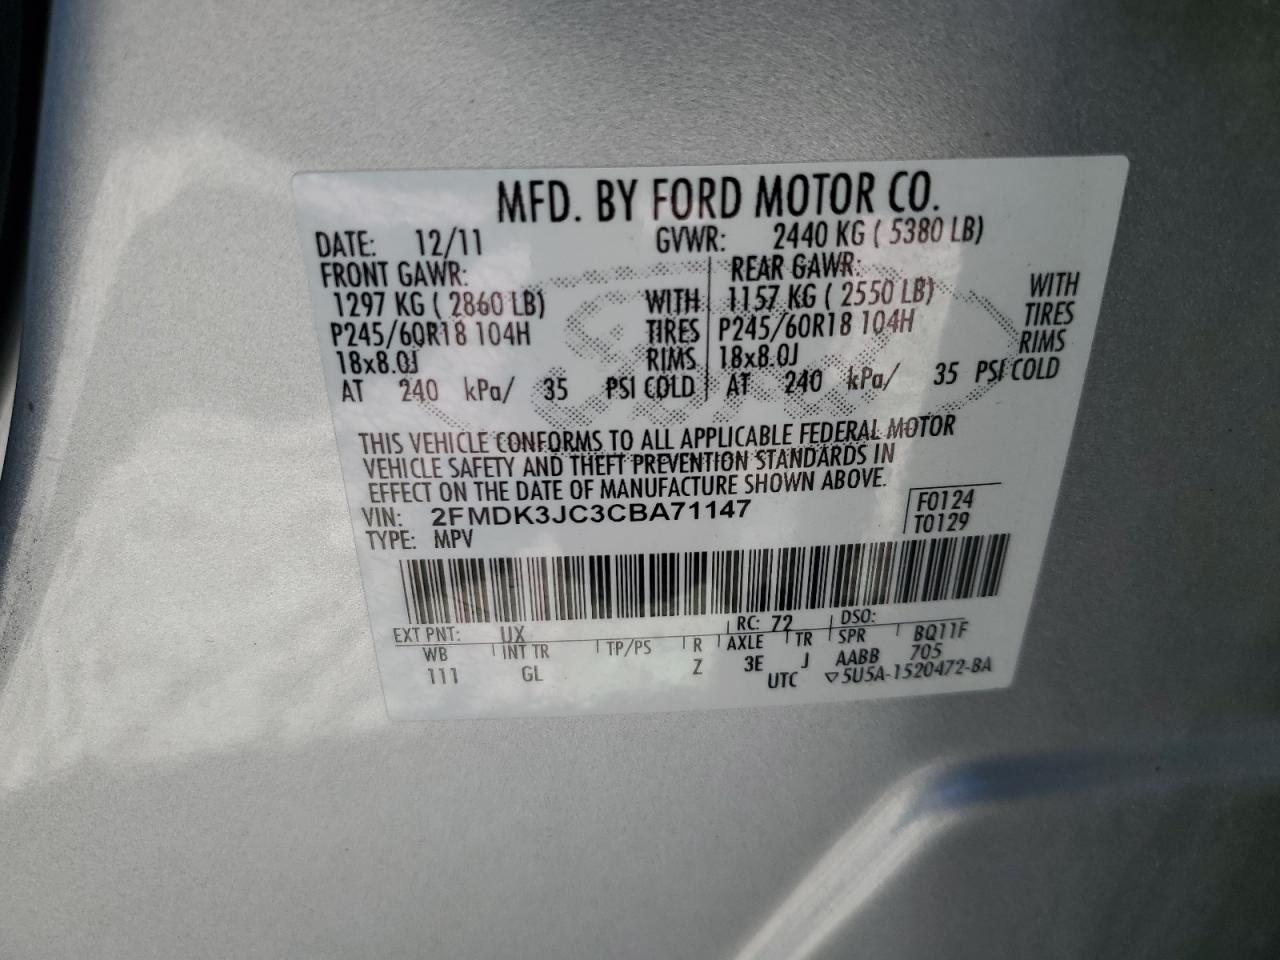 MFD. BY FORD MOTOR CO.
DATE: 12/11 GVWR: 2440 KG ( 5380 LB)
FRONT GAWR: REAR GAWR:
1297 KG ( 2860 LB) WITH 1157 KG ( 2550 LB) WITH
P245/60R18 104H TIRES P245/60R18 104H TIRES
18x8.0J RIMS 18x8.0J RIMS
AT 240 kPa/ 35 PSI COLD AT 240 kPa/ 35 PSI COLD
THIS VEHICLE CONFORMS TO ALL APPLICABLE FEDERAL MOTOR
VEHICLE SAFETY AND THEFT PREVENTION STANDARDS IN
EFFECT ON THE DATE OF MANUFACTURE SHOWN ABOVE.
VIN: 2FMDK3JC3CBA71147 F0124
TYPE: MPV T0129
EXT PNT: UX RC: 72 DSO:
WB INT TR TP/PS R AXLE TR SPR BQ11F
111 GL Z 3E J AABB 705
UTC ▽5U5A-1520472-BA